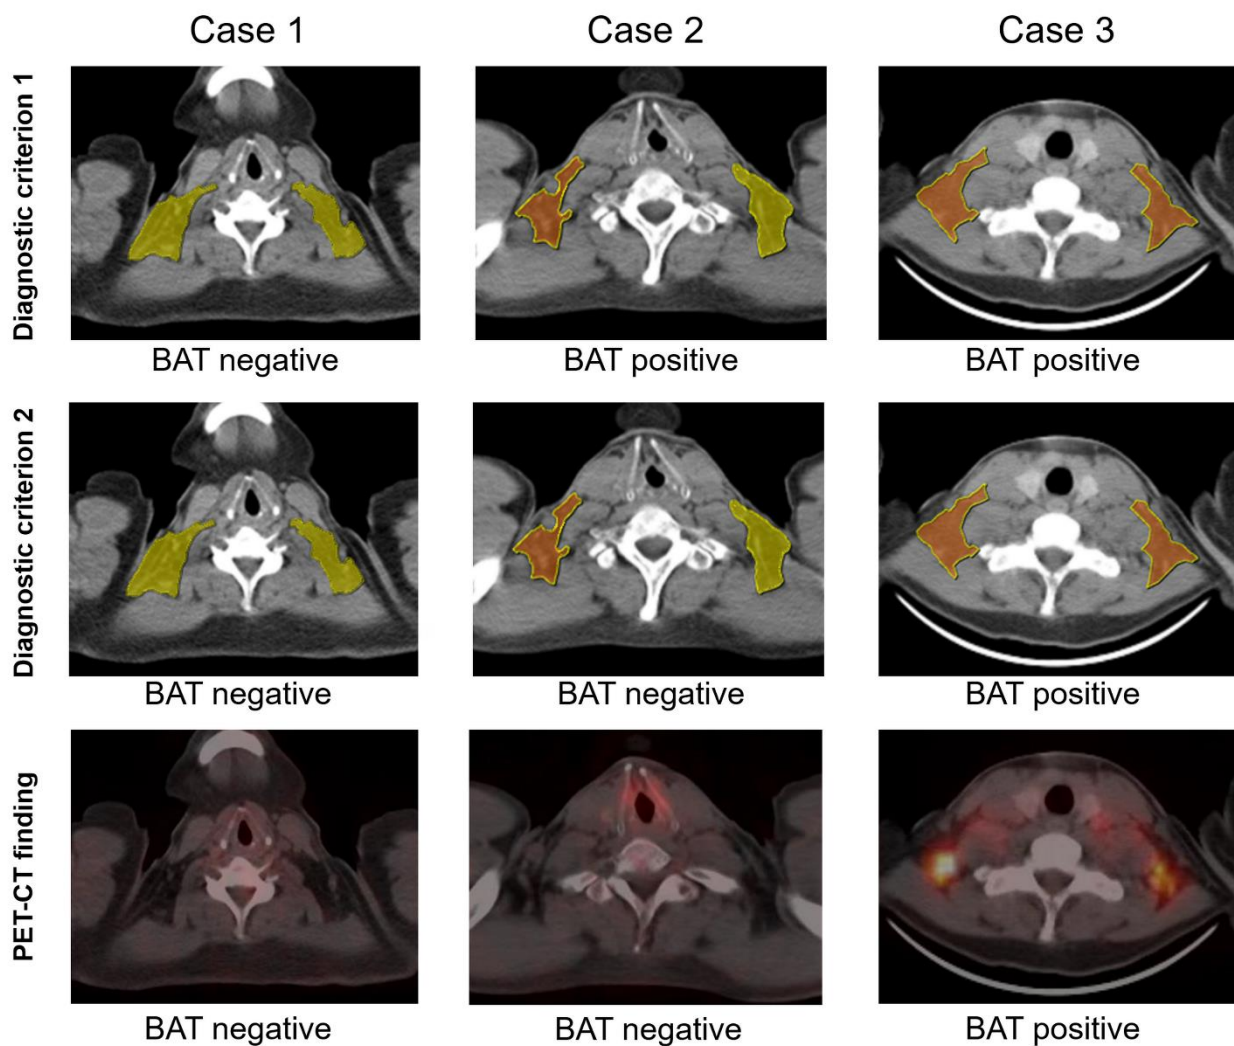 Case 1
Case 2
Case 3
Diagnostic criterion 1
BAT negative
BAT positive
BAT positive
Diagnostic criterion 2
BAT negative
BAT negative
BAT positive
PET-CT finding
BAT negative
BAT negative
BAT positive